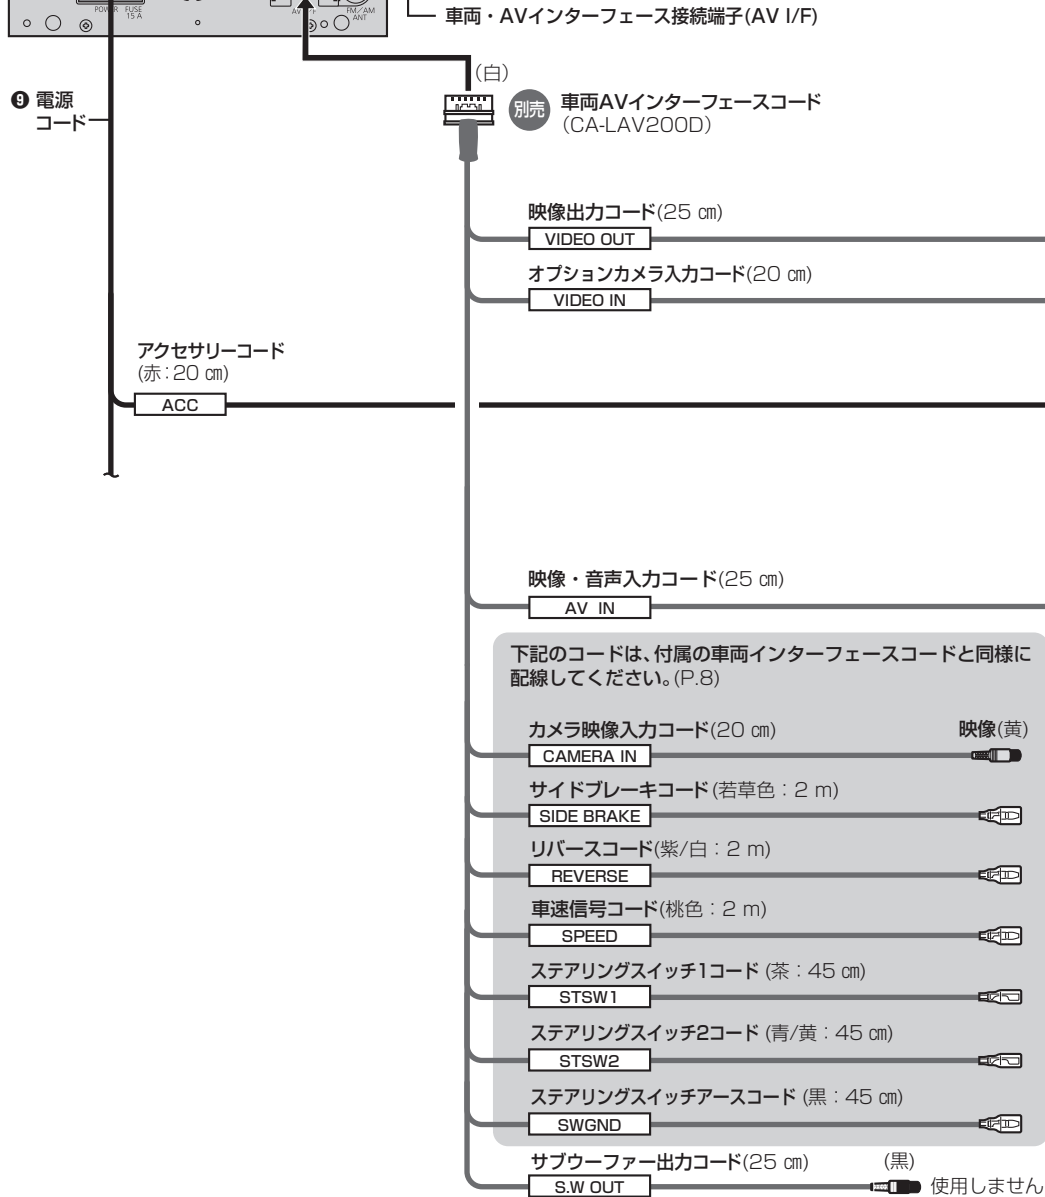 POWER FUSE
15 A
AV I/F
FM/AM
ANT
車両・AVインターフェース接続端子(AV I/F)
(白)
❾ 電源
コード
別売
車両AVインターフェースコード
(CA-LAV200D)
映像出力コード(25 ㎝)
VIDEO OUT
オプションカメラ入力コード(20 ㎝)
VIDEO IN
アクセサリーコード
(赤：20 ㎝)
ACC
映像・音声入力コード(25 ㎝)
AV IN
下記のコードは、付属の車両インターフェースコードと同様に
配線してください。(P.8)
カメラ映像入力コード(20 ㎝)
映像(黄)
CAMERA IN
サイドブレーキコード(若草色：2 m)
SIDE BRAKE
リバースコード(紫/白：2 m)
REVERSE
車速信号コード(桃色：2 m)
SPEED
ステアリングスイッチ1コード (茶：45 ㎝)
STSW1
ステアリングスイッチ2コード (青/黄：45 ㎝)
STSW2
ステアリングスイッチアースコード (黒：45 ㎝)
SWGND
サブウーファー出力コード(25 ㎝)
(黒)
S.W OUT
使用しません